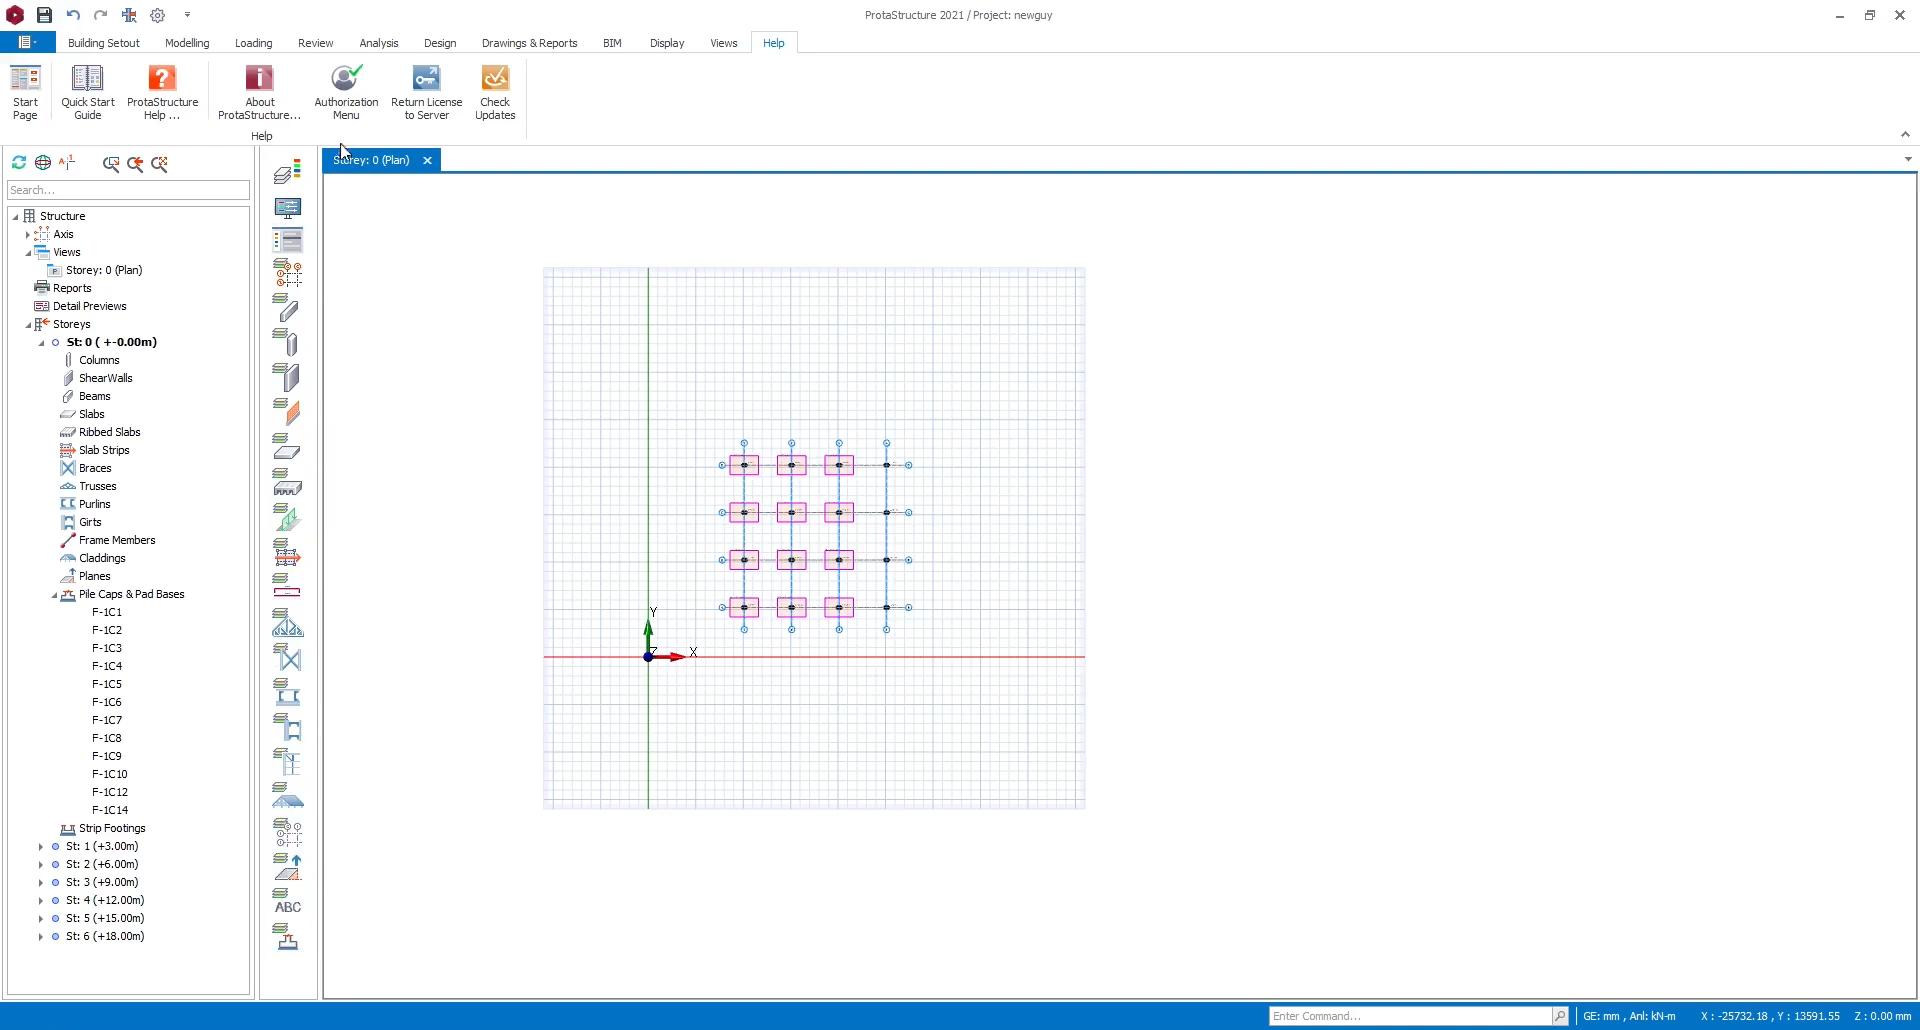 ProtaStructure 2021 / Project: newguy
Building Setout Modelling Loading Review Analysis Design Drawings & Reports BIM Display Views Help
Start Page
Quick Start Guide
ProtaStructure Help ...
About ProtaStructure...
Authorization Menu
Return License to Server
Check Updates
Help
Storey: 0 (Plan)
Search...
Structure
Axis
Views
Storey: 0 (Plan)
Reports
Detail Previews
Storeys
St: 0 ( +-0.00m)
Columns
ShearWalls
Beams
Slabs
Ribbed Slabs
Slab Strips
Braces
Trusses
Purlins
Girts
Frame Members
Claddings
Planes
Pile Caps & Pad Bases
F-1C1
F-1C2
F-1C3
F-1C4
F-1C5
F-1C6
F-1C7
F-1C8
F-1C9
F-1C10
F-1C12
F-1C14
Strip Footings
St: 1 (+3.00m)
St: 2 (+6.00m)
St: 3 (+9.00m)
St: 4 (+12.00m)
St: 5 (+15.00m)
St: 6 (+18.00m)
ABC
Y
Z
X
Enter Command...
GE: mm , Anl: kN-m
X : -25732.18 , Y : 13591.55 Z : 0.00 mm